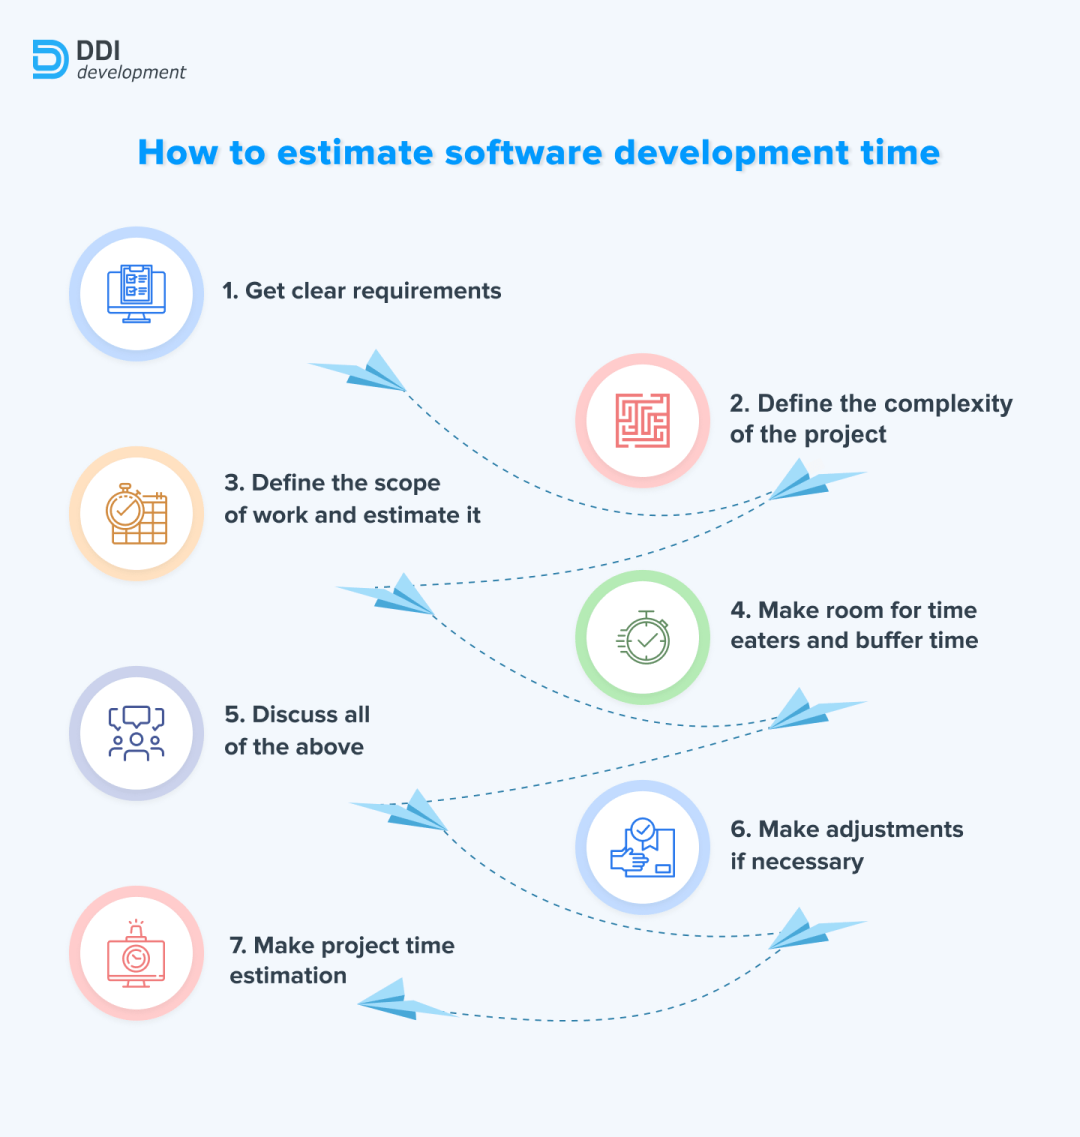 DDI
development
How to estimate software development time
1. Get clear requirements
2. Define the complexity
of the project
3. Define the scope
of work and estimate it
4. Make room for time
eaters and buffer time
5. Discuss all
of the above
6. Make adjustments
if necessary
7. Make project time
estimation